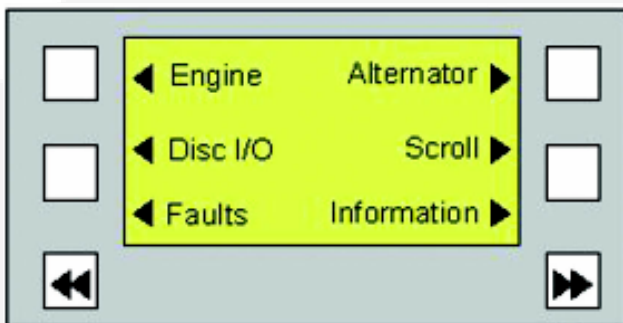 Engine Alternator
Disc I/O Scroll
Faults Information